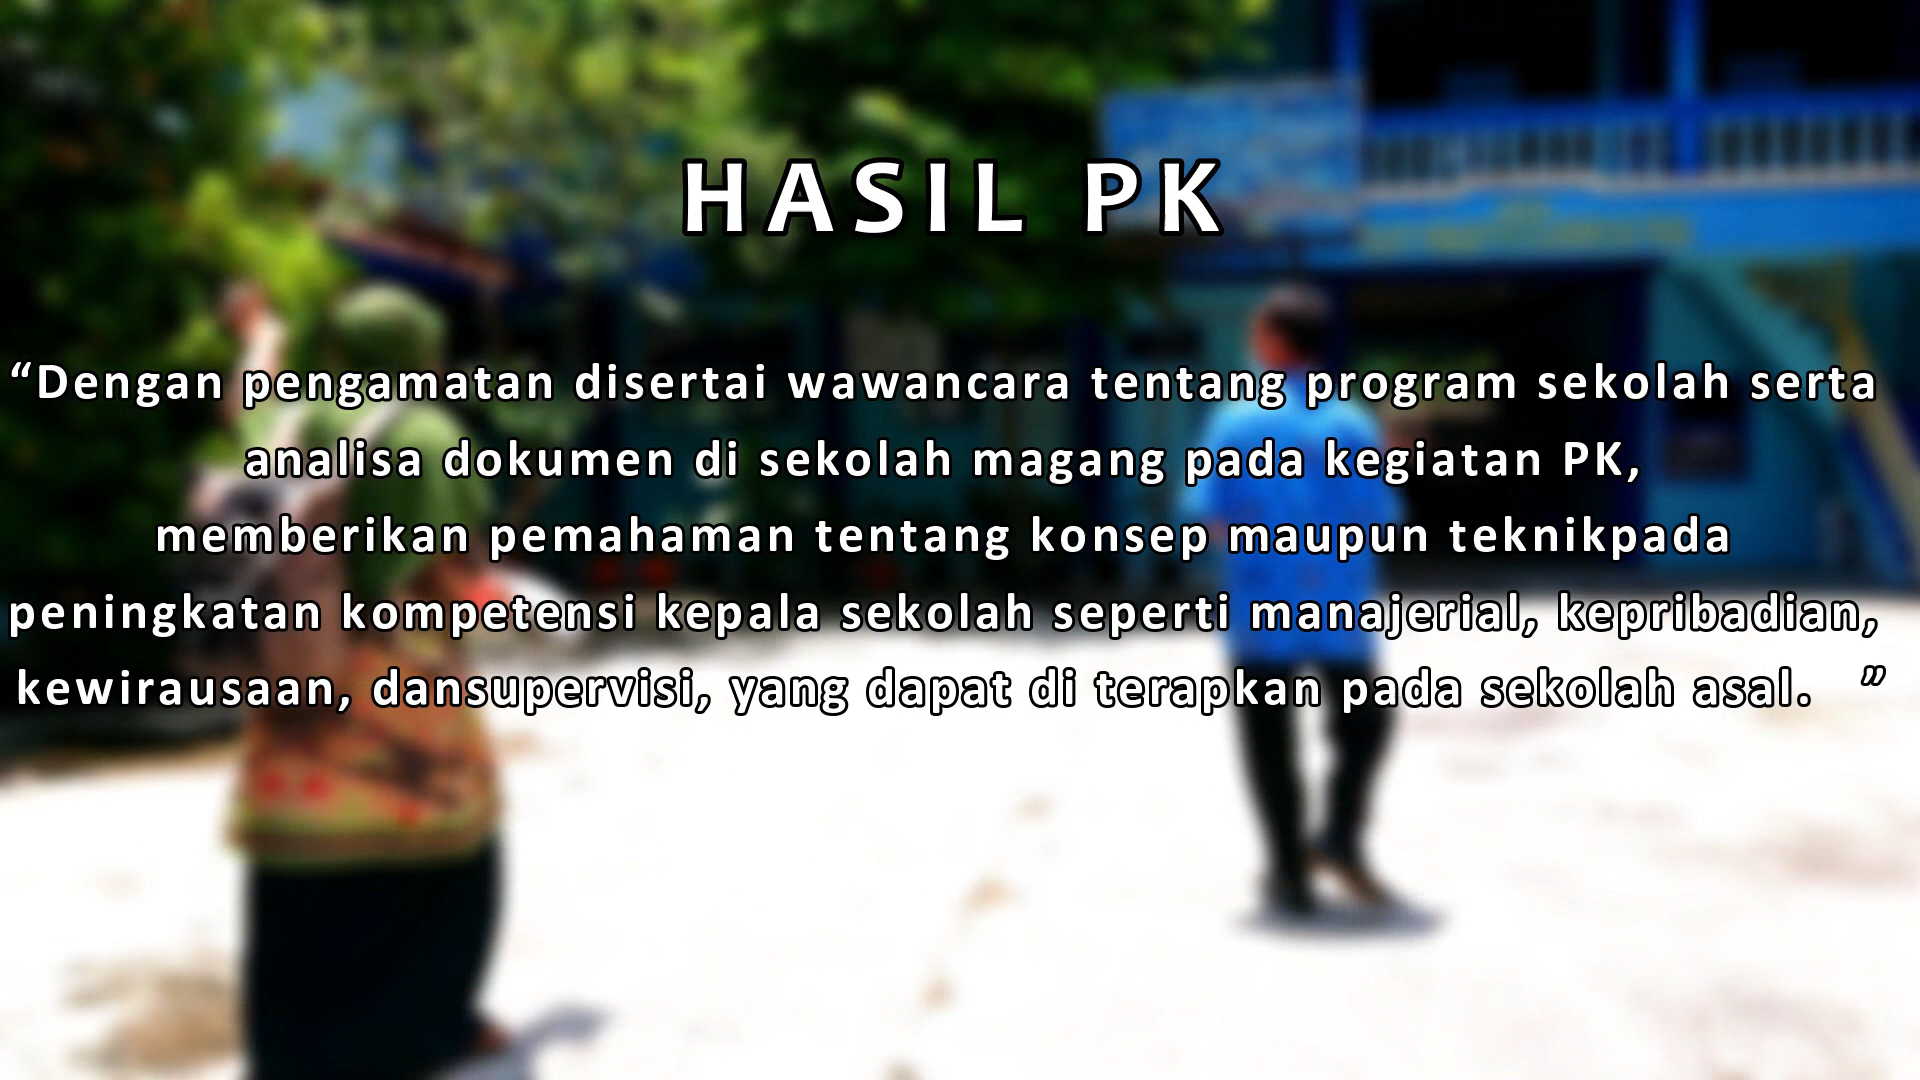 HASIL PK
“Dengan pengamatan disertai wawancara tentang program sekolah serta
analisa dokumen di sekolah magang pada kegiatan PK,
memberikan pemahaman tentang konsep maupun teknikpada
peningkatan kompetensi kepala sekolah seperti manajerial, kepribadian,
kewirausaan, dansupervisi, yang dapat di terapkan pada sekolah asal.   ”